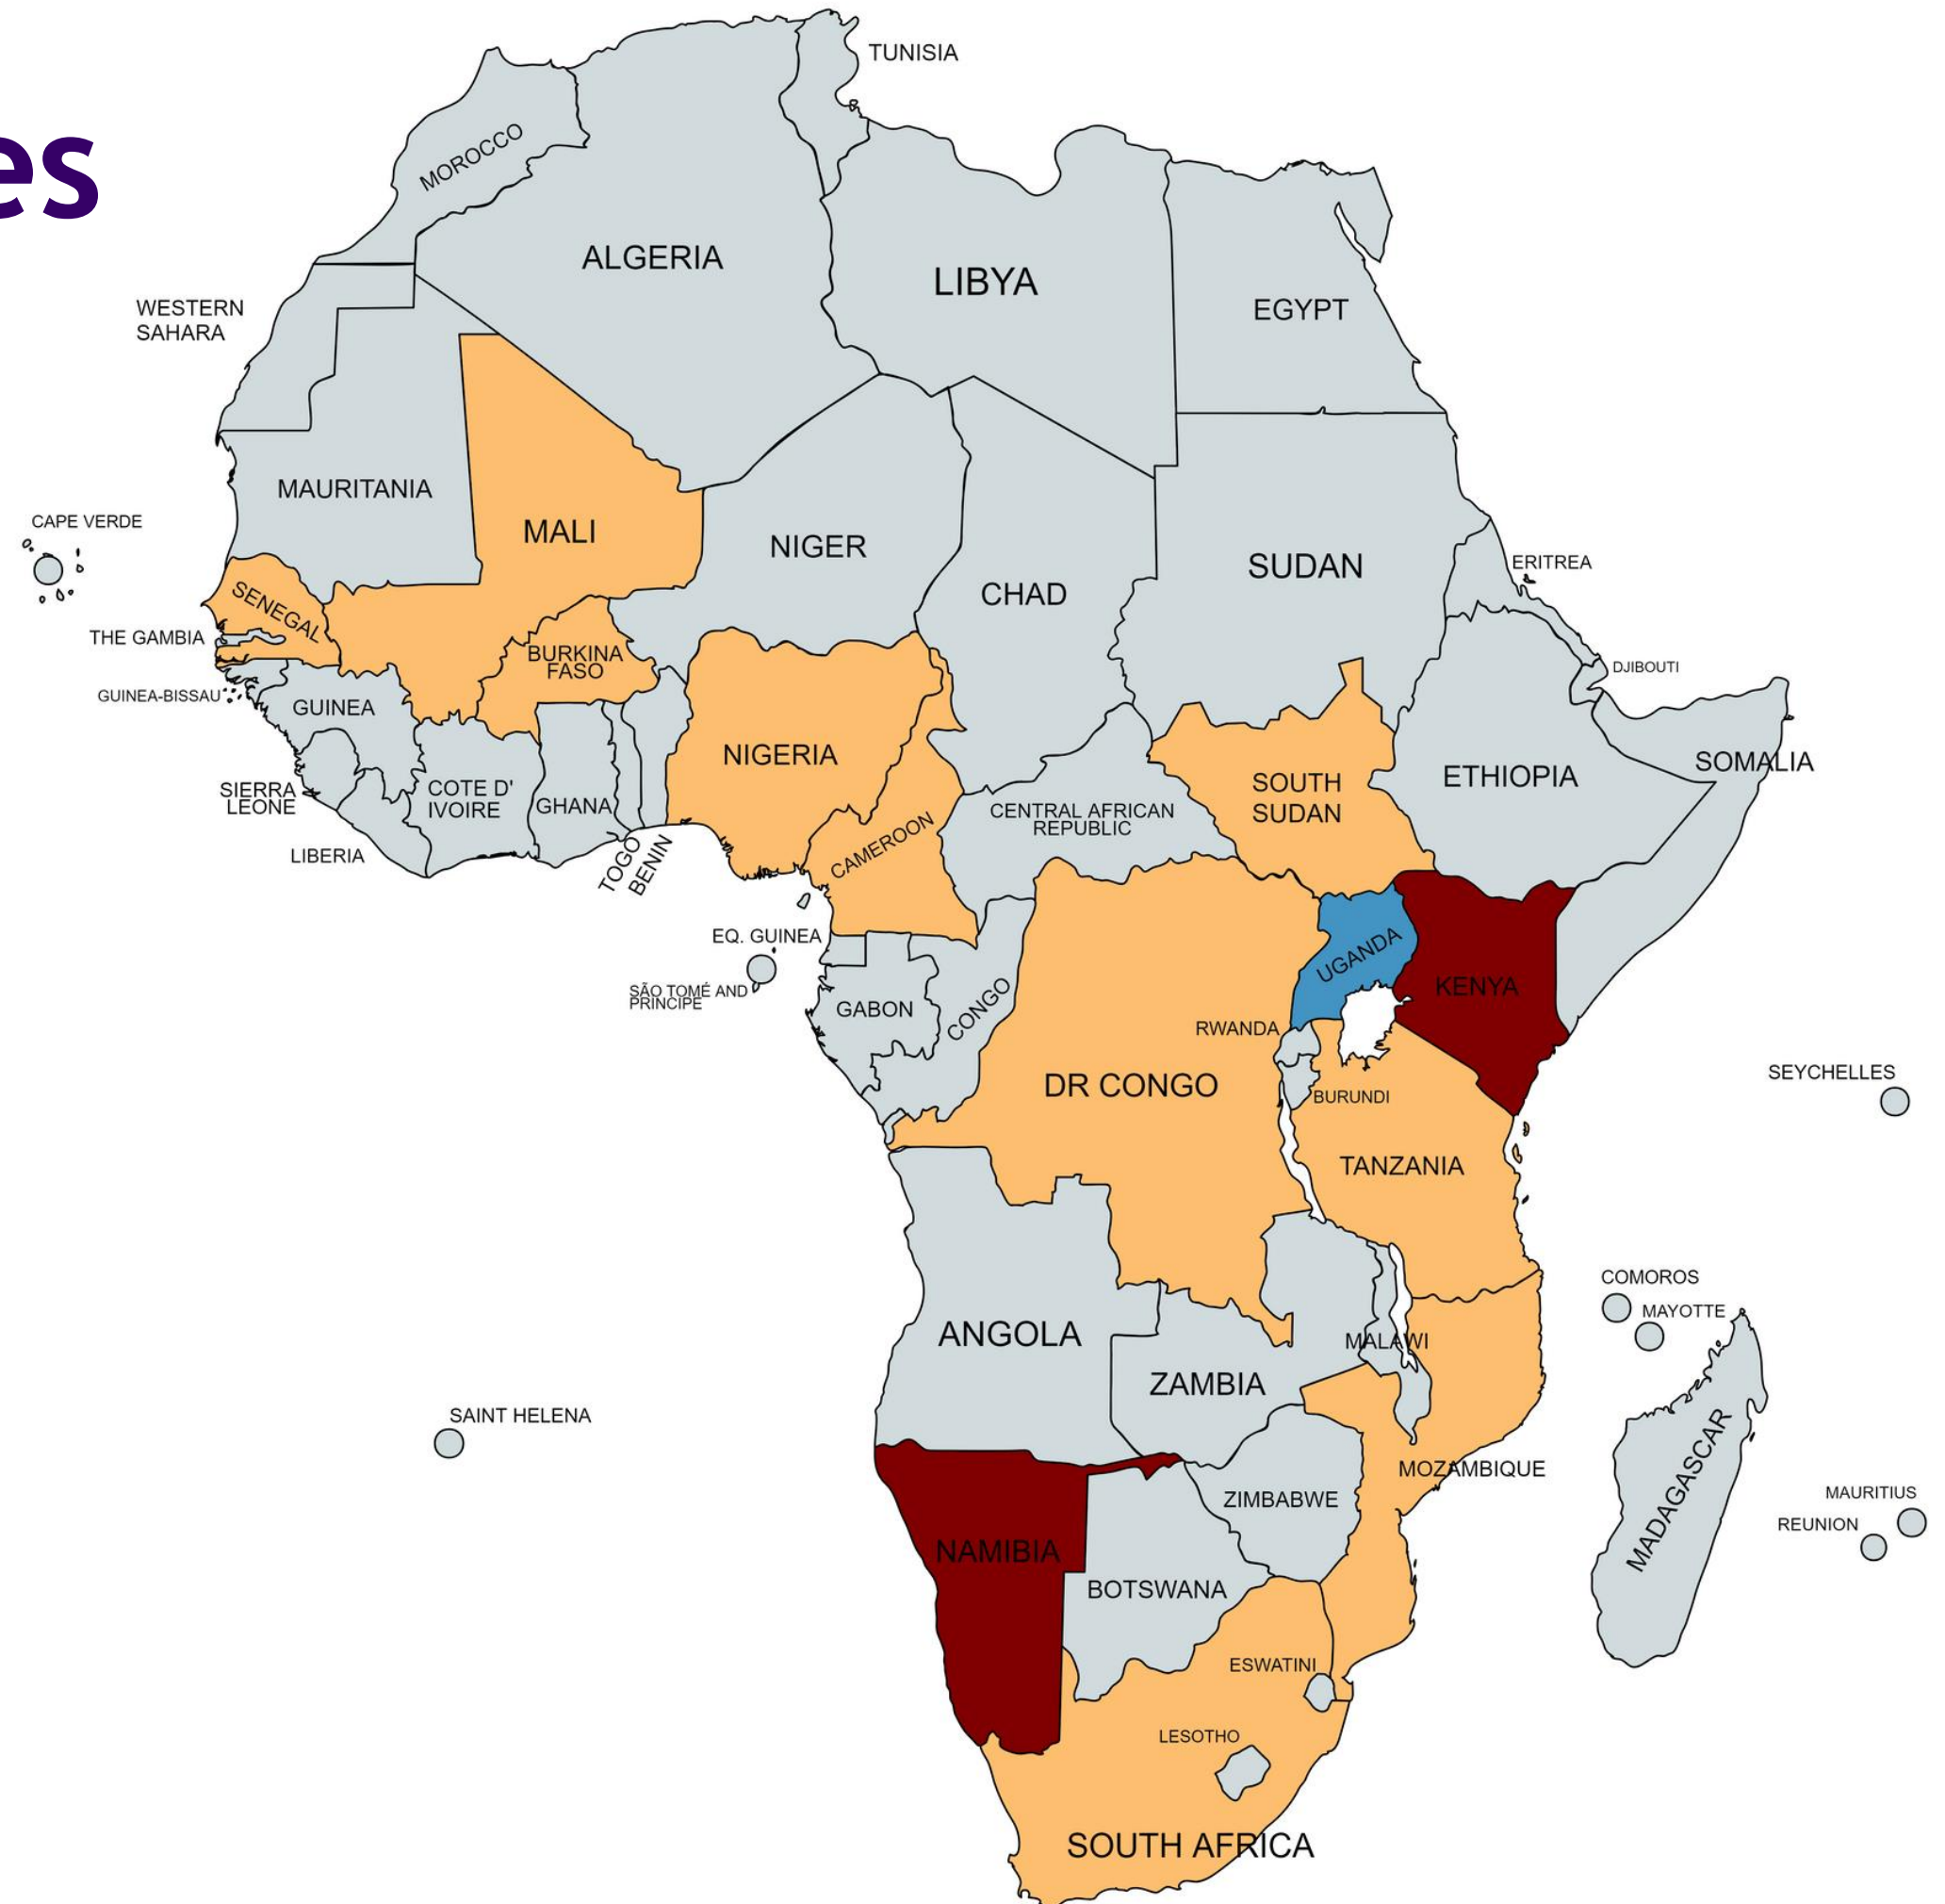 es
TUNISIA
MOROCCO
ALGERIA
LIBYA
EGYPT
WESTERN
SAHARA
MAURITANIA
MALI
NIGER
CHAD
SUDAN
ERITREA
CAPE VERDE
SENEGAL
THE GAMBIA
BURKINA
FASO
DJIBOUTI
GUINEA-BISSAU
GUINEA
NIGERIA
SOUTH
SUDAN
ETHIOPIA
SOMALIA
SIERRA
LEONE
COTE D'
IVOIRE
GHANA
CENTRAL AFRICAN
REPUBLIC
CAMEROON
LIBERIA
TOGO
BENIN
EQ. GUINEA
UGANDA
KENYA
SÃO TOMÉ AND
PRINCIPE
GABON
CONGO
RWANDA
DR CONGO
BURUNDI
SEYCHELLES
TANZANIA
COMOROS
MAYOTTE
ANGOLA
MALAWI
ZAMBIA
SAINT HELENA
MOZAMBIQUE
MADAGASCAR
ZIMBABWE
MAURITIUS
REUNION
NAMIBIA
BOTSWANA
ESWATINI
LESOTHO
SOUTH AFRICA